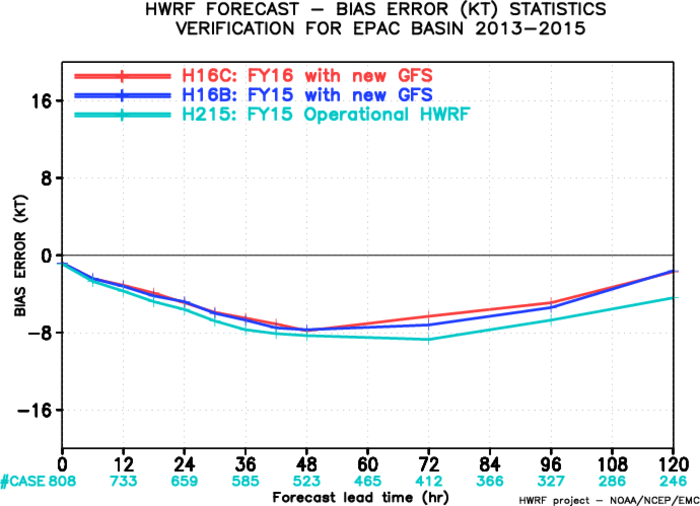 HWRF FORECAST – BIAS ERROR (KT) STATISTICS
VERIFICATION FOR EPAC BASIN 2013–2015
H16C: FY16 with new GFS
H16B: FY15 with new GFS
H215: FY15 Operational HWRF
BIAS ERROR (KT)
16
8
0
–8
–16
0 12 24 36 48 60 72 84 96 108 120
#CASE 808 733 659 585 523 465 412 366 327 286 246
Forecast lead time (hr)
HWRF project – NOAA/NCEP/EMC